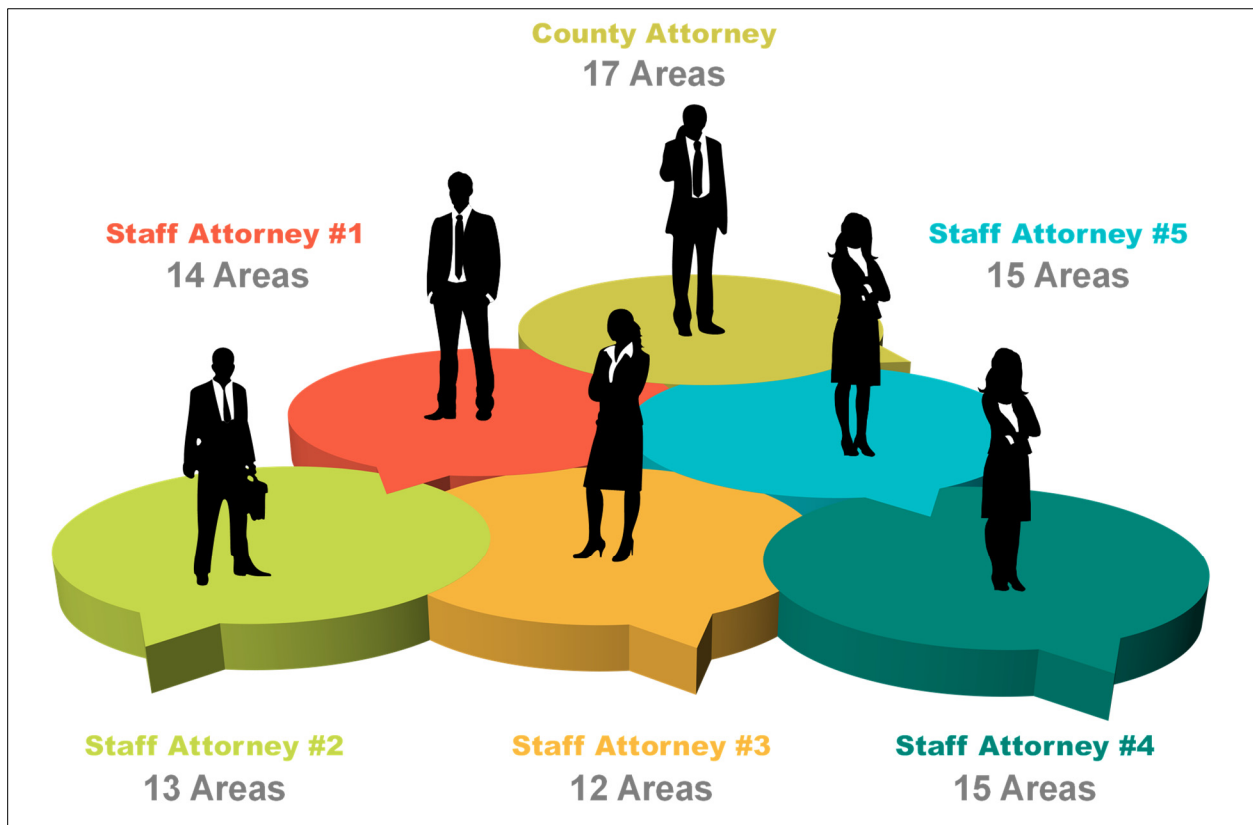 County Attorney
17 Areas
Staff Attorney #1
14 Areas
Staff Attorney #5
15 Areas
Staff Attorney #2
13 Areas
Staff Attorney #3
12 Areas
Staff Attorney #4
15 Areas